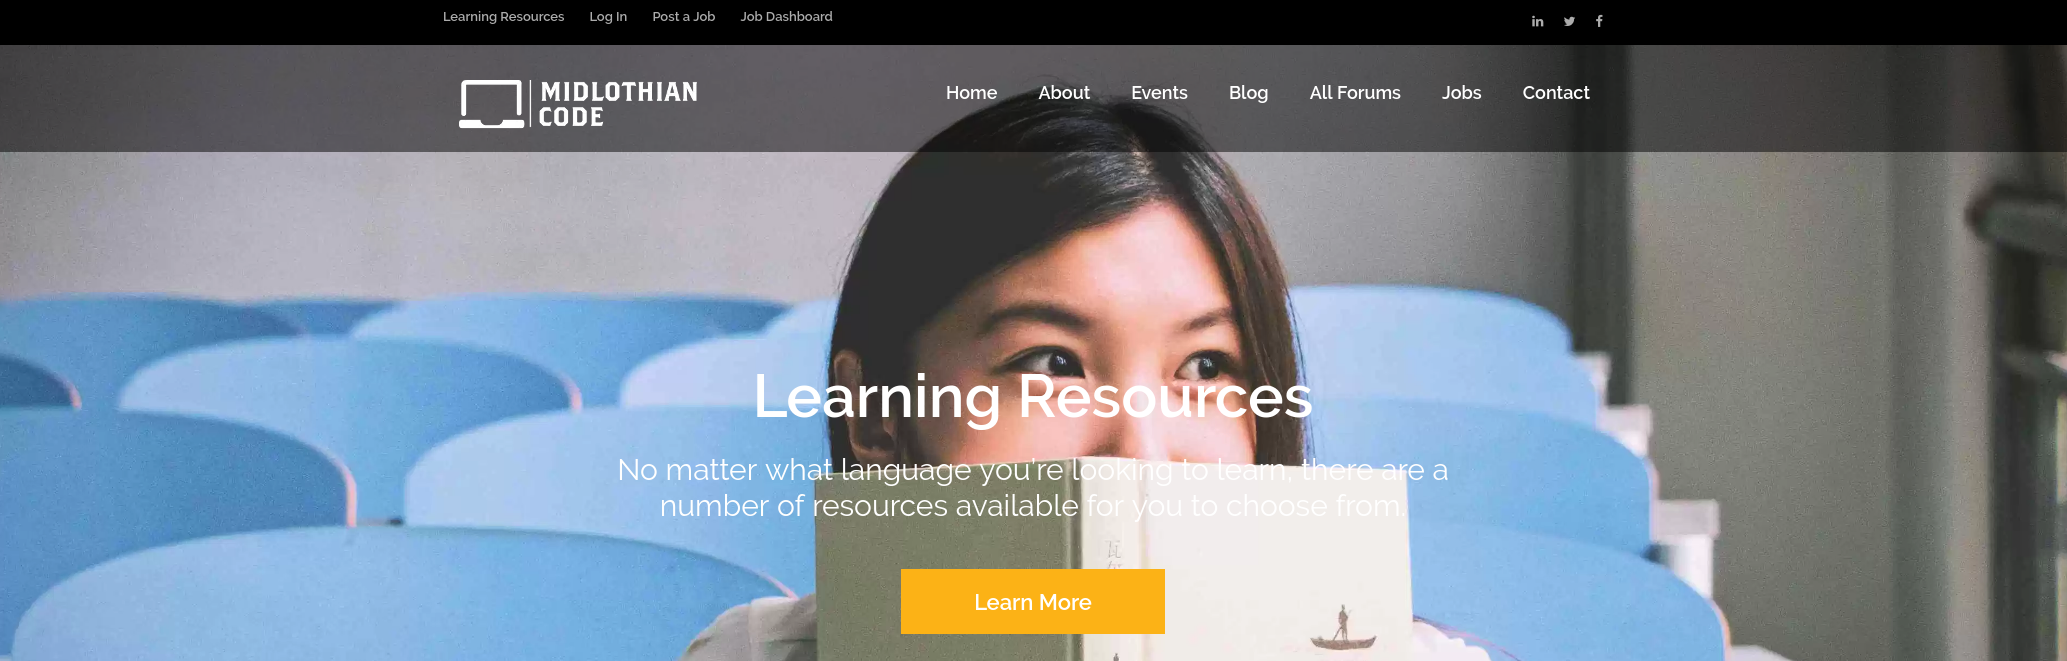 Learning Resources Log In Post a Job Job Dashboard
MIDLOTHIAN
CODE
Home About Events Blog All Forums Jobs Contact
Learning Resources
No matter what language you're looking to learn, there are a
number of resources available for you to choose from.
瓦
Learn More